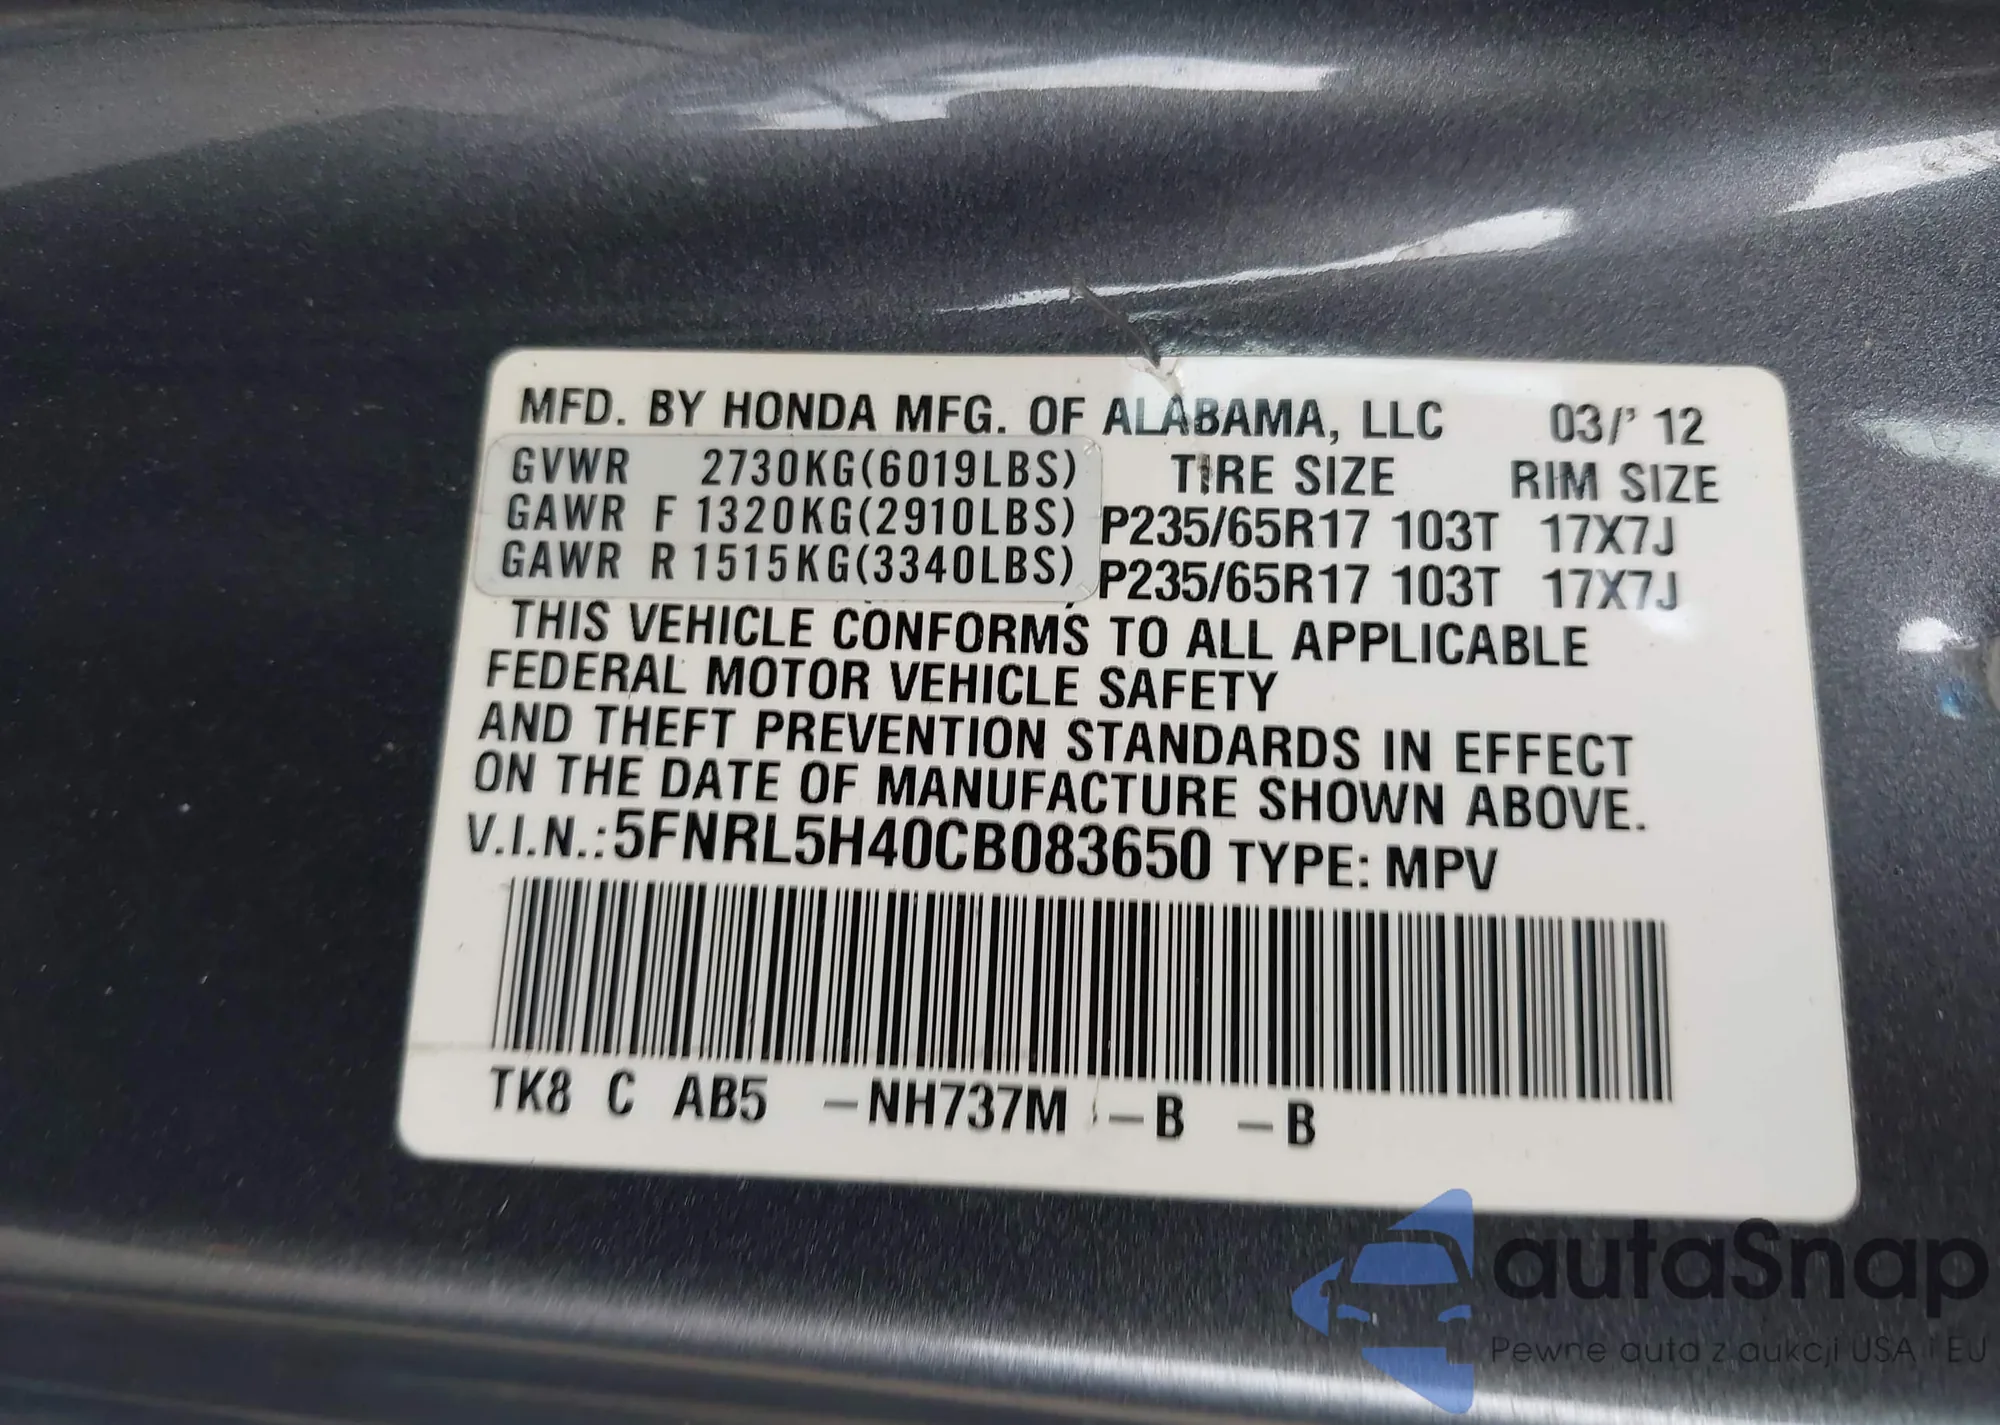 MFD. BY HONDA MFG. OF ALABAMA, LLC 03/' 12
GVWR 2730KG(6019LBS) TIRE SIZE RIM SIZE
GAWR F 1320KG(2910LBS) P235/65R17 103T 17X7J
GAWR R 1515KG(3340LBS) P235/65R17 103T 17X7J
THIS VEHICLE CONFORMS TO ALL APPLICABLE
FEDERAL MOTOR VEHICLE SAFETY
AND THEFT PREVENTION STANDARDS IN EFFECT
ON THE DATE OF MANUFACTURE SHOWN ABOVE.
V.I.N.:5FNRL5H40CB083650 TYPE: MPV
TK8 C AB5 –NH737M –B –B
autaSnap
Pewne auta z aukcji USA i EU